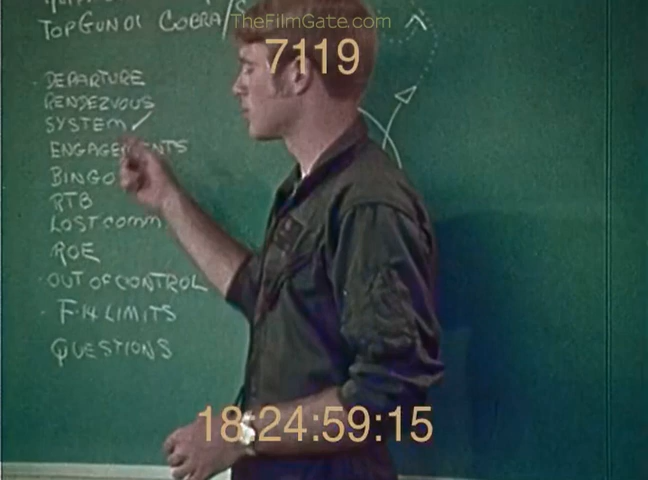 TheFilmGate.com
TOPGUN 01 COBRA/S
7119
DEPARTURE
RENDEZVOUS
SYSTEM ✓
ENGAGEMENTS
BINGO
RTB
LOST COMM
ROE
OUT OF CONTROL
F-14 LIMITS
QUESTIONS
18:24:59:15